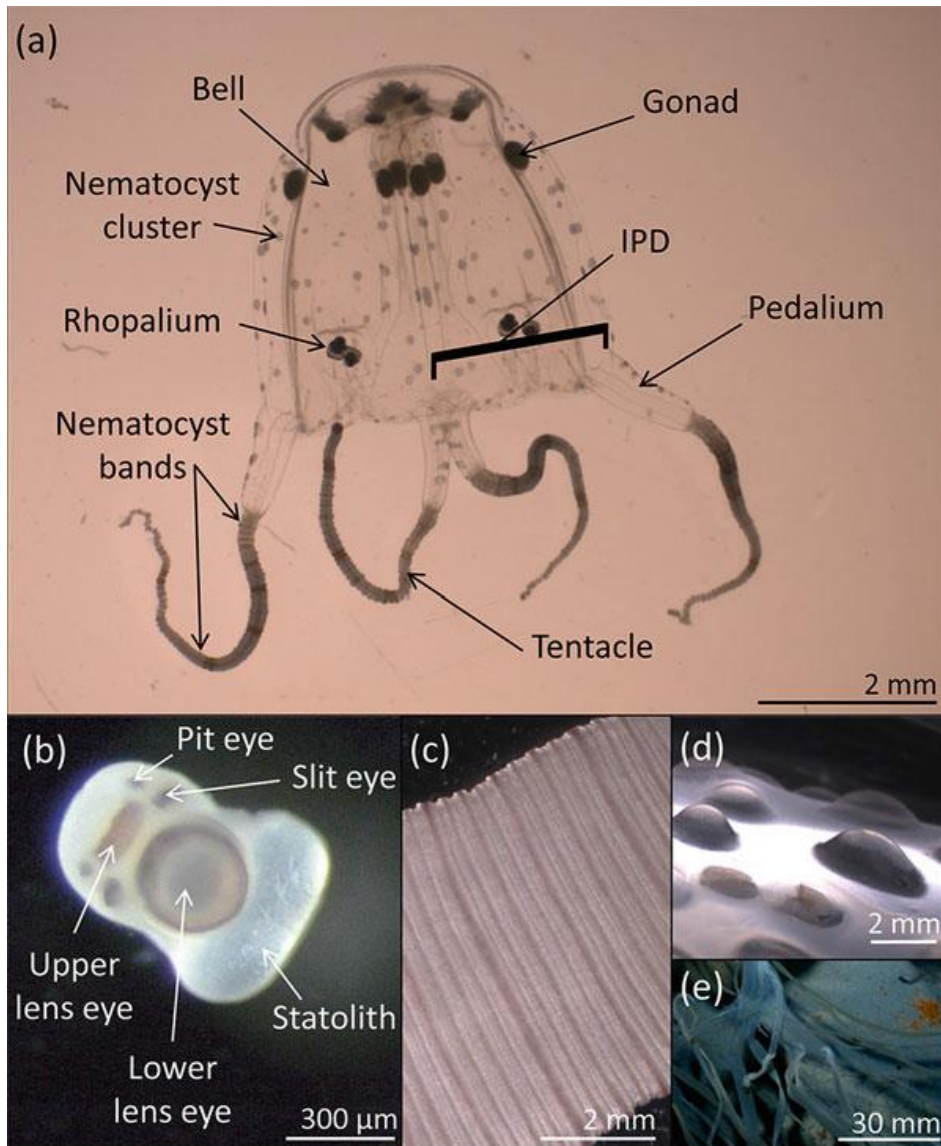 (a)
Bell
Gonad
Nematocyst
cluster
IPD
Rhopalium
Pedalium
Nematocyst
bands
Tentacle
2 mm
(b)
Pit eye
Slit eye
Upper
lens eye
Statolith
Lower
lens eye
300 µm
(c)
2 mm
(d)
2 mm
(e)
30 mm